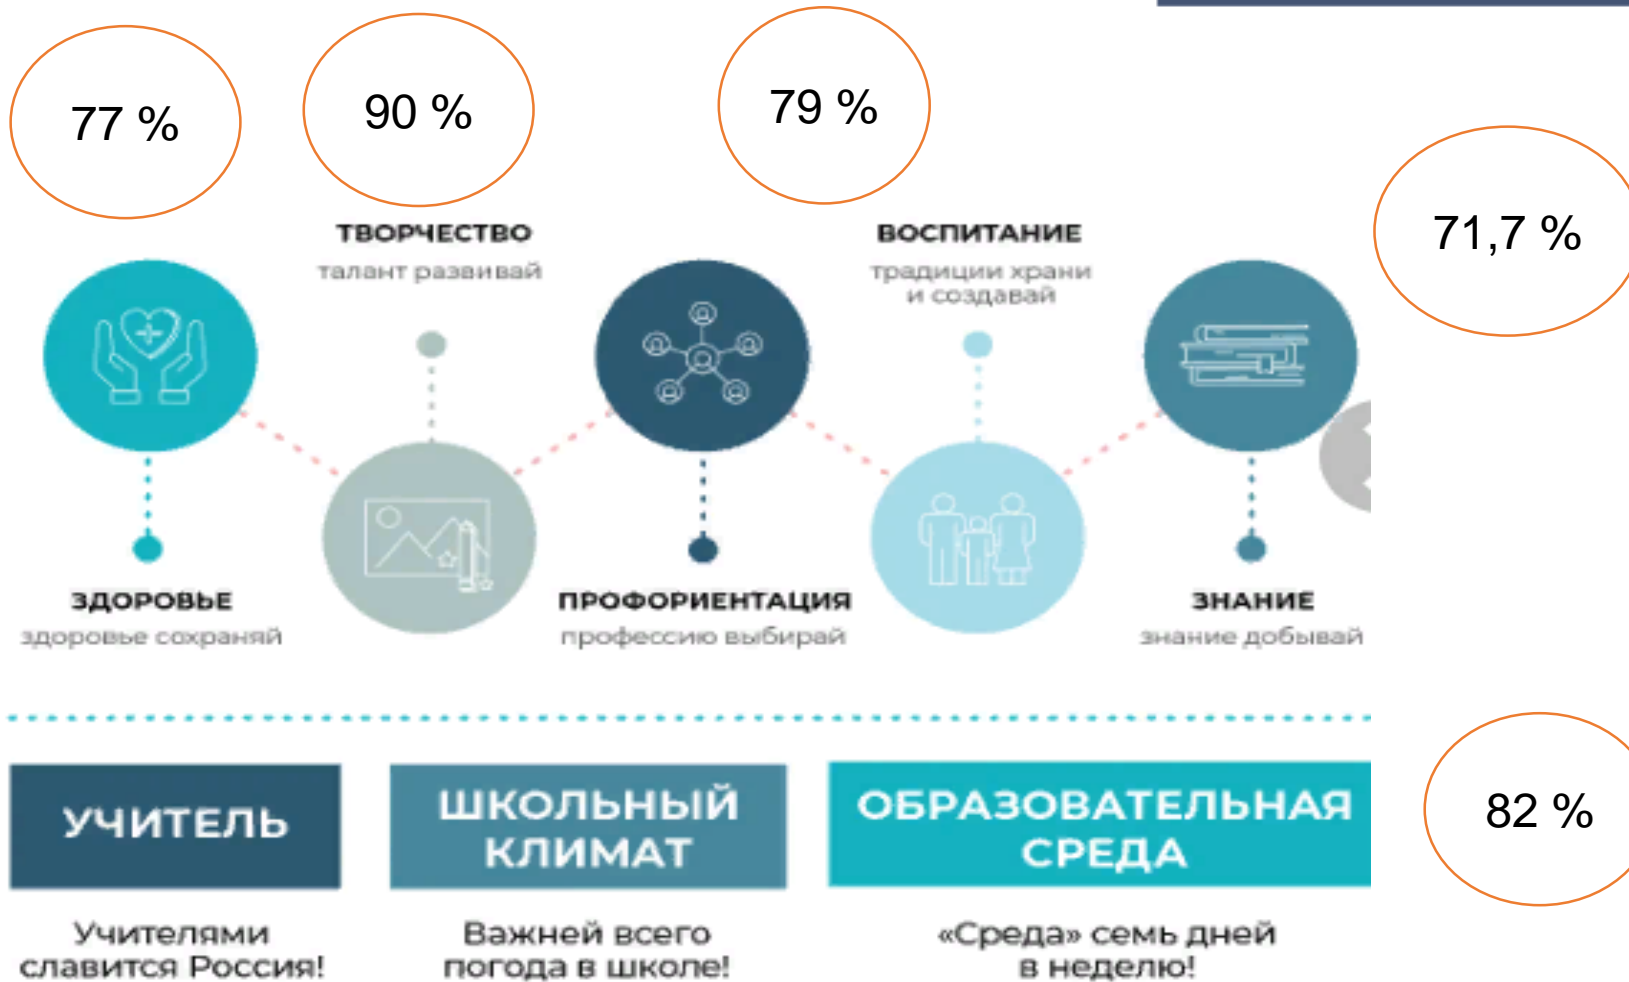 77 %
90 %
79 %
71,7 %
ТВОРЧЕСТВО
талант развивай
ВОСПИТАНИЕ
традиции храни
и создавай
ЗДОРОВЬЕ
здоровье сохраняй
ПРОФОРИЕНТАЦИЯ
профессию выбирай
ЗНАНИЕ
знание добывай
82 %
УЧИТЕЛЬ
Учителями
славится Россия!
ШКОЛЬНЫЙ
КЛИМАТ
Важней всего
погода в школе!
ОБРАЗОВАТЕЛЬНАЯ
СРЕДА
«Среда» семь дней
в неделю!